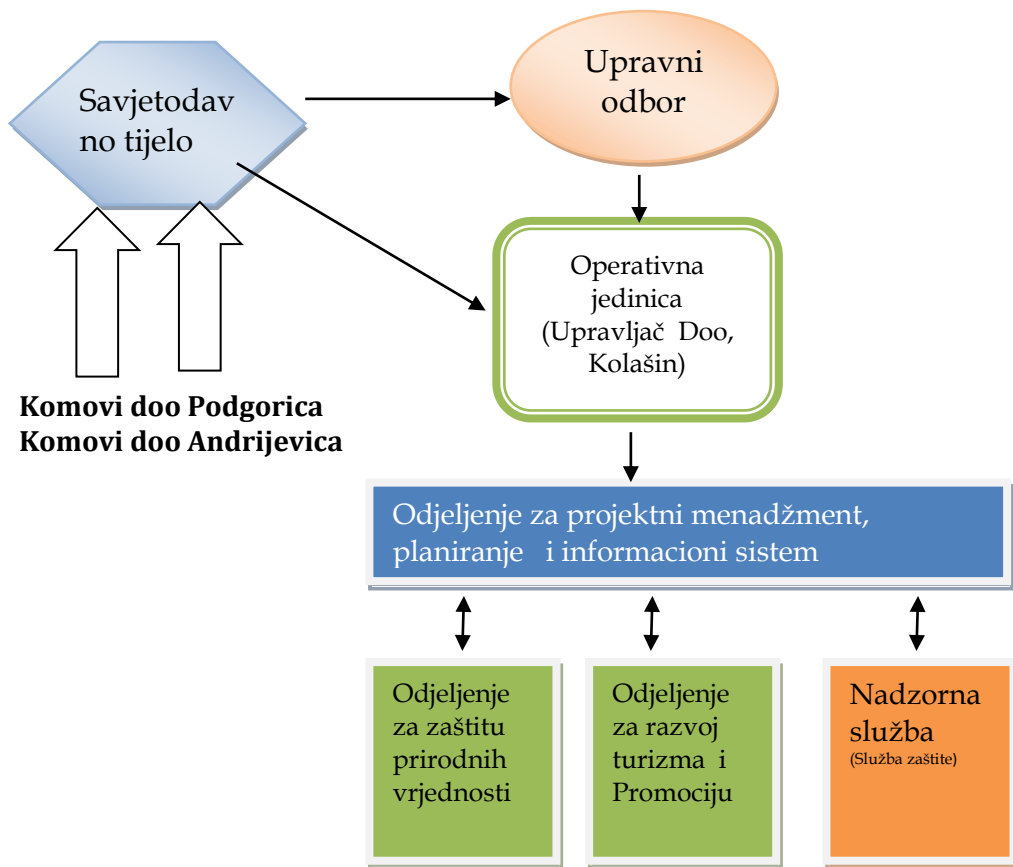 Savjetodav
no tijelo
Upravni
odbor
Operativna
jedinica
(Upravljač Doo,
Kolašin)
Komovi doo Podgorica
Komovi doo Andrijevica
Odjeljenje za projektni menadžment,
planiranje i informacioni sistem
Odjeljenje
za zaštitu
prirodnih
vrjednosti
Odjeljenje
za razvoj
turizma i
Promociju
Nadzorna
služba
(Služba zaštite)